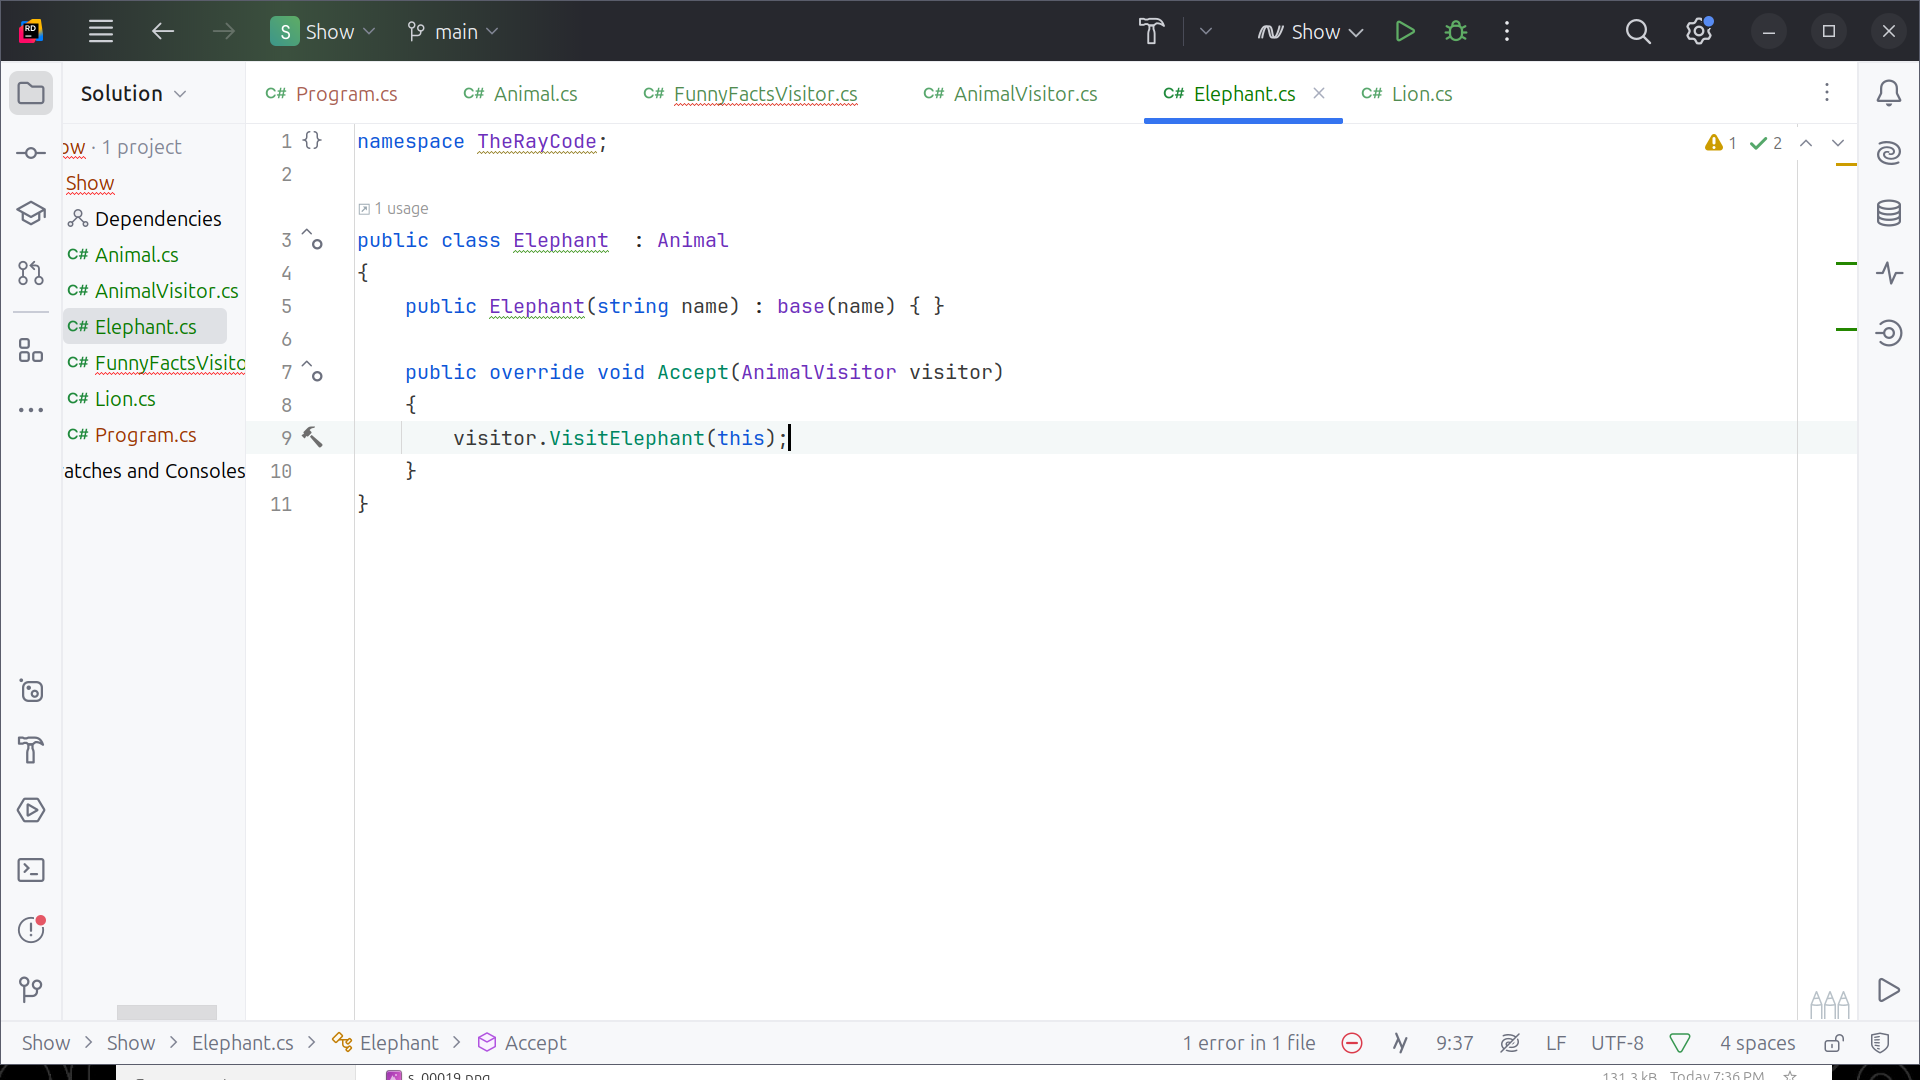 RD
S Show
main
Show
Solution
C# Program.cs
C# Animal.cs
C# FunnyFactsVisitor.cs
C# AnimalVisitor.cs
C# Elephant.cs
C# Lion.cs
ow · 1 project
Show
Dependencies
C# Animal.cs
C# AnimalVisitor.cs
C# Elephant.cs
C# FunnyFactsVisito
C# Lion.cs
C# Program.cs
atches and Consoles
1 {} namespace TheRayCode;
1
2
2
1 usage
3 public class Elephant  : Animal
4 {
5     public Elephant(string name) : base(name) { }
6
7     public override void Accept(AnimalVisitor visitor)
8     {
9         visitor.VisitElephant(this);
10     }
11 }
Show > Show > Elephant.cs > Elephant > Accept
1 error in 1 file
9:37
LF
UTF-8
4 spaces
s_00019.png
131.3 kB
Today 7:36 PM